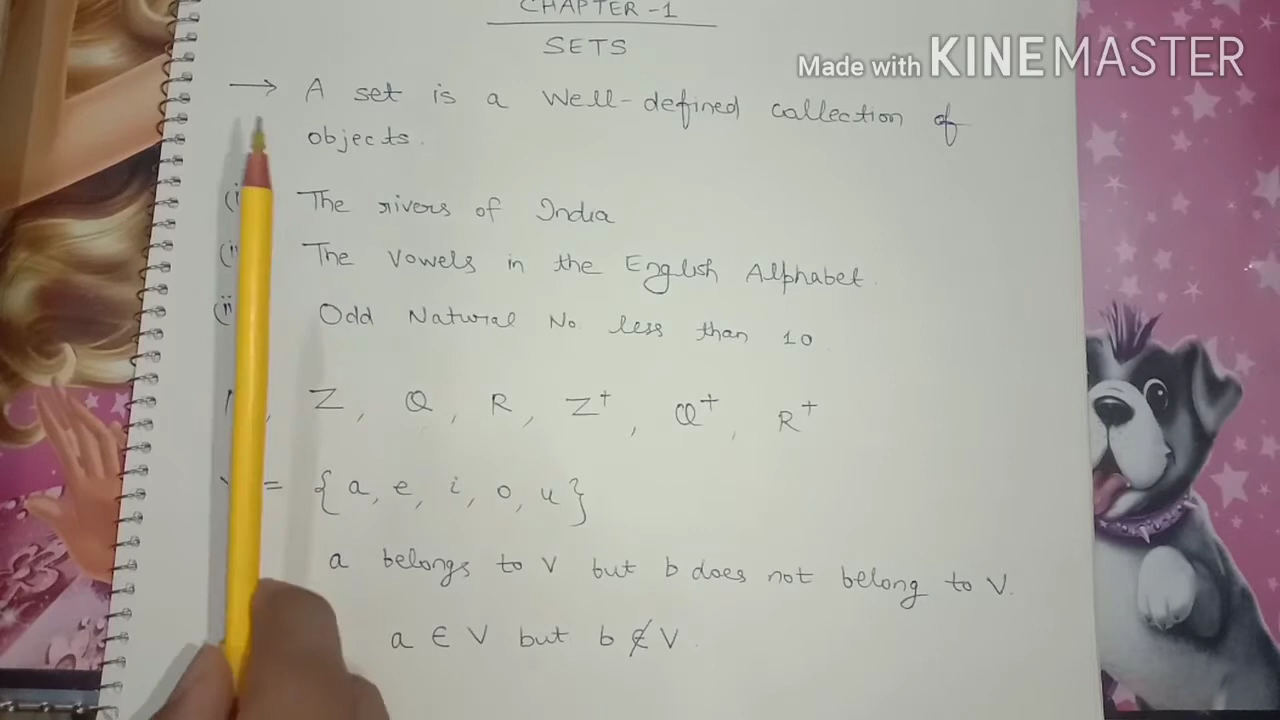 CHAPTER-1
SETS
Made with KINEMASTER
→ A set is a Well-defined collection of
objects.
(i The rivers of India
(i The Vowels in the English Alphabet.
(ii Odd Natural No less than 10
, Z, Q, R, Z⁺, Q⁺, R⁺
= {a, e, i, o, u}
a belongs to V but b does not belong to V.
a ∈ V but b ∉ V.